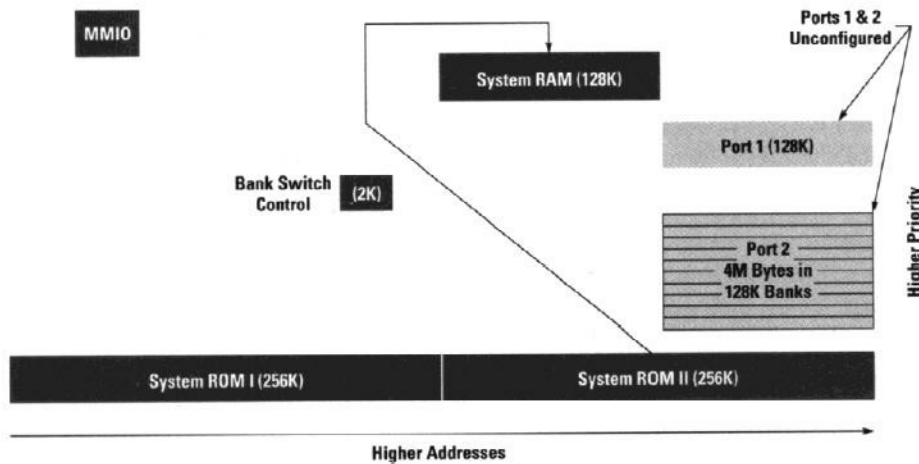 MMIO
Ports 1 & 2
Unconfigured
System RAM (128K)
Port 1 (128K)
Bank Switch
Control
(2K)
Port 2
4M Bytes in
128K Banks
Higher Priority
System ROM I (256K)
System ROM II (256K)
Higher Addresses